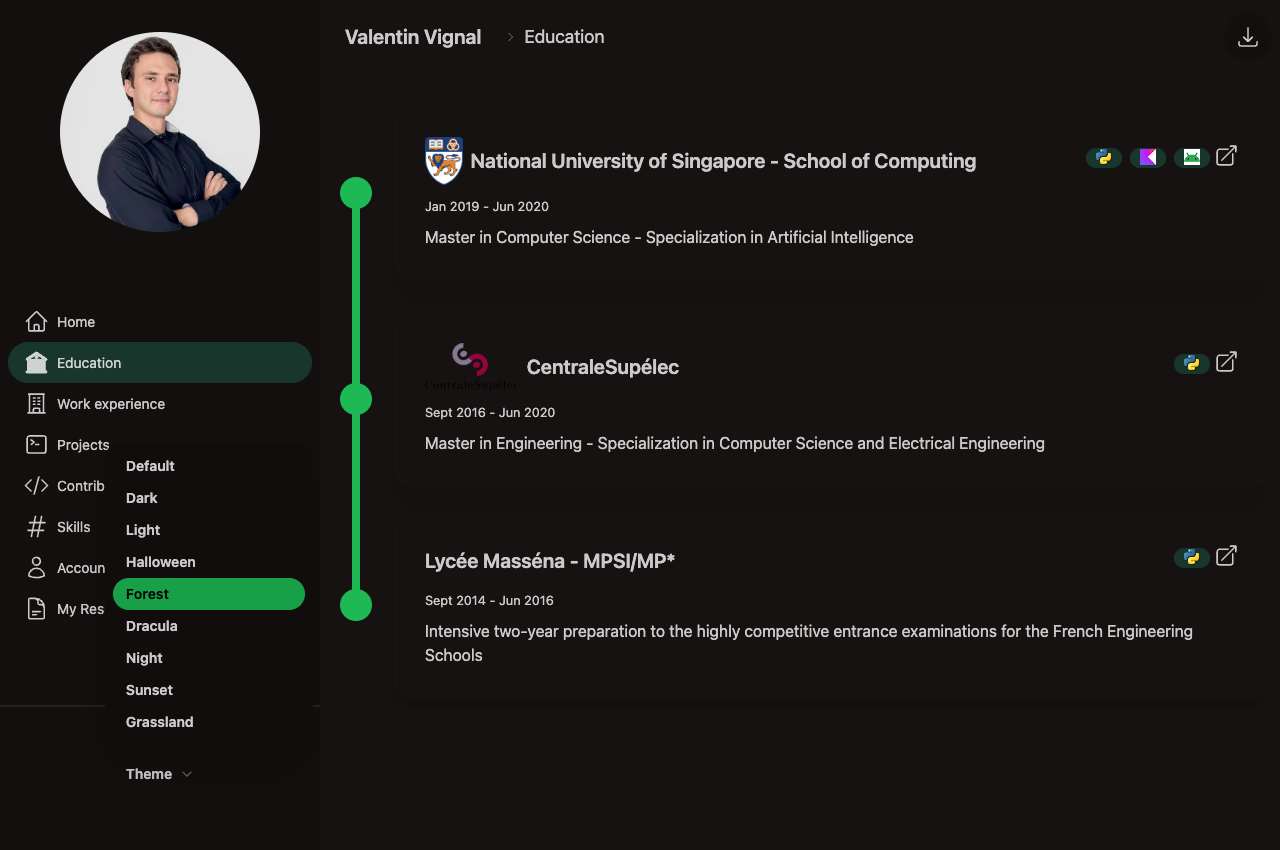 Valentin Vignal
Education
Home
Education
Work experience
Projects
Contrib
Skills
Accoun
My Res
Default
Dark
Light
Halloween
Forest
Dracula
Night
Sunset
Grassland
Theme
National University of Singapore - School of Computing
Jan 2019 - Jun 2020
Master in Computer Science - Specialization in Artificial Intelligence
CentraleSupélec
CentraleSupélec
Sept 2016 - Jun 2020
Master in Engineering - Specialization in Computer Science and Electrical Engineering
Lycée Masséna - MPSI/MP*
Sept 2014 - Jun 2016
Intensive two-year preparation to the highly competitive entrance examinations for the French Engineering
Schools